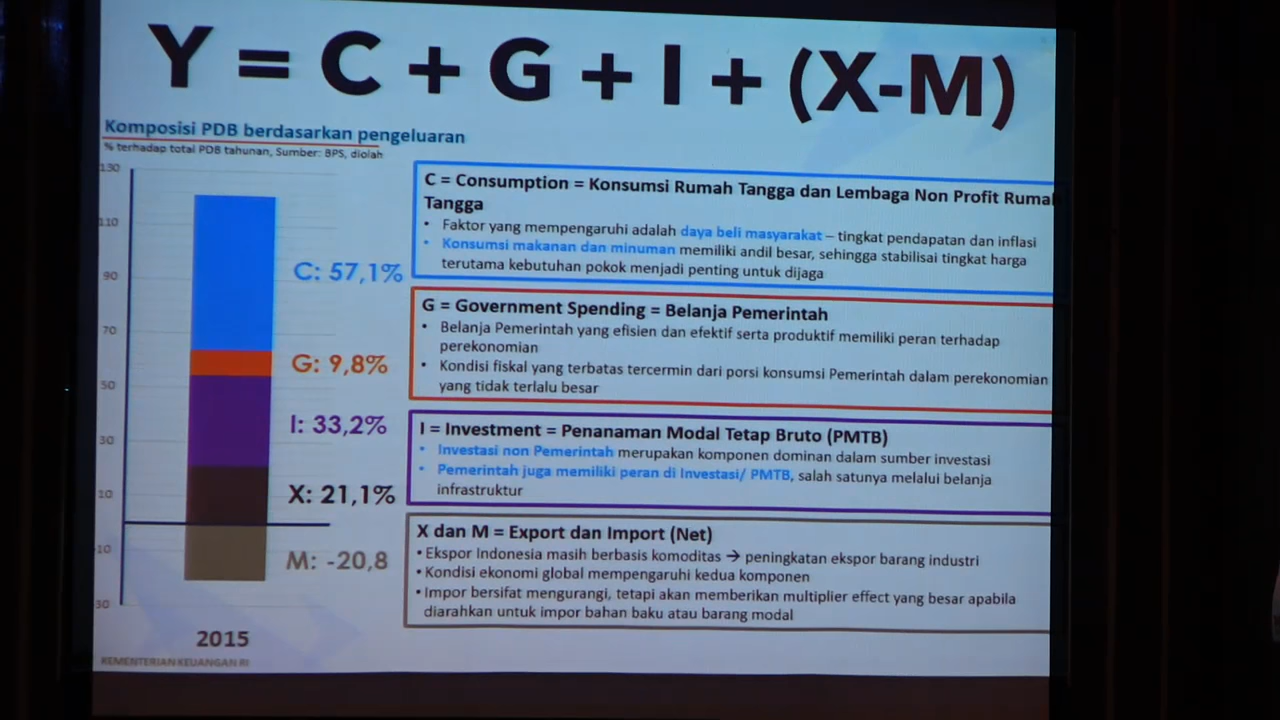 Y = C + G + I + (X-M)
Komposisi PDB berdasarkan pengeluaran
% terhadap total PDB tahunan, Sumber: BPS, diolah
130
110
90
70
50
30
10
-10
-30
C: 57,1%
G: 9,8%
I: 33,2%
X: 21,1%
M: -20,8
2015
KEMENTERIAN KEUANGAN RI
C = Consumption = Konsumsi Rumah Tangga dan Lembaga Non Profit Rumah
Tangga
• Faktor yang mempengaruhi adalah daya beli masyarakat – tingkat pendapatan dan inflasi
• Konsumsi makanan dan minuman memiliki andil besar, sehingga stabilisai tingkat harga
terutama kebutuhan pokok menjadi penting untuk dijaga
G = Government Spending = Belanja Pemerintah
• Belanja Pemerintah yang efisien dan efektif serta produktif memiliki peran terhadap
perekonomian
• Kondisi fiskal yang terbatas tercermin dari porsi konsumsi Pemerintah dalam perekonomian
yang tidak terlalu besar
I = Investment = Penanaman Modal Tetap Bruto (PMTB)
• Investasi non Pemerintah merupakan komponen dominan dalam sumber investasi
• Pemerintah juga memiliki peran di Investasi/ PMTB, salah satunya melalui belanja
infrastruktur
X dan M = Export dan Import (Net)
• Ekspor Indonesia masih berbasis komoditas → peningkatan ekspor barang industri
• Kondisi ekonomi global mempengaruhi kedua komponen
• Impor bersifat mengurangi, tetapi akan memberikan multiplier effect yang besar apabila
diarahkan untuk impor bahan baku atau barang modal